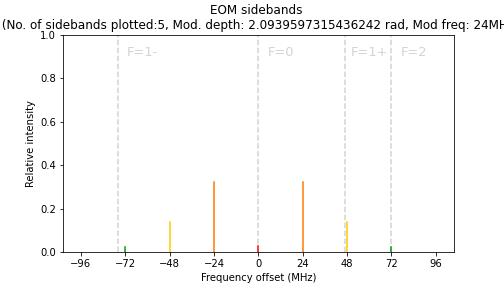 EOM sidebands
(No. of sidebands plotted:5, Mod. depth: 2.0939597315436242 rad, Mod freq: 24MH
1.0
F=1-
F=0
F=1+
F=2
0.8
0.6
0.4
0.2
0.0
Relative intensity
−96
−72
−48
−24
0
24
48
72
96
Frequency offset (MHz)